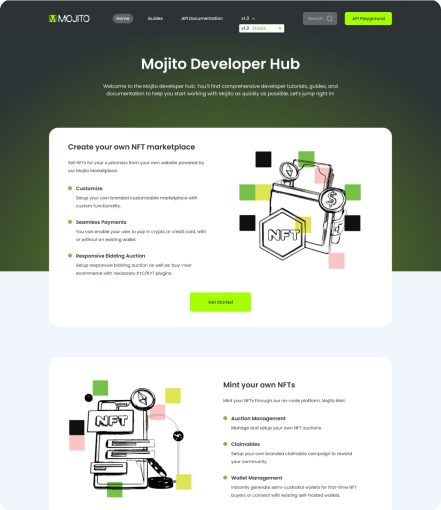 MOJITO
Home
Guides
API Documentation
v1.0
v1.0 Stable
Search
API Playground
Mojito Developer Hub
Welcome to the Mojito developer hub. You'll find comprehensive developer tutorials, guides, and
documentation to help you start working with Mojito as quickly as possible. Let's jump right in!
Create your own NFT marketplace
Sell NFTs for your customers from your own website powered by
our Mojito Marketplace:
Customize
Setup your own branded customizable marketplace with
custom functionality.
Seamless Payments
You can enable your user to pay in crypto or credit card, with
or without an existing wallet.
Responsive Bidding Auction
Setup responsive bidding auction as well as 'buy-now'
ecommerce with necessary KYC/KYT plugins.
$
NFT
Get Started
NFT
Mint your own NFTs
Mint your NFTs through our no-code platform, Mojito Mint.
Auction Management
Manage and setup your own NFT auctions.
Claimables
Setup your own branded claimable campaign to reward
your community.
Wallet Management
Instantly generate semi-custodial wallets for first-time NFT
buyers or connect with existing self-hosted wallets.